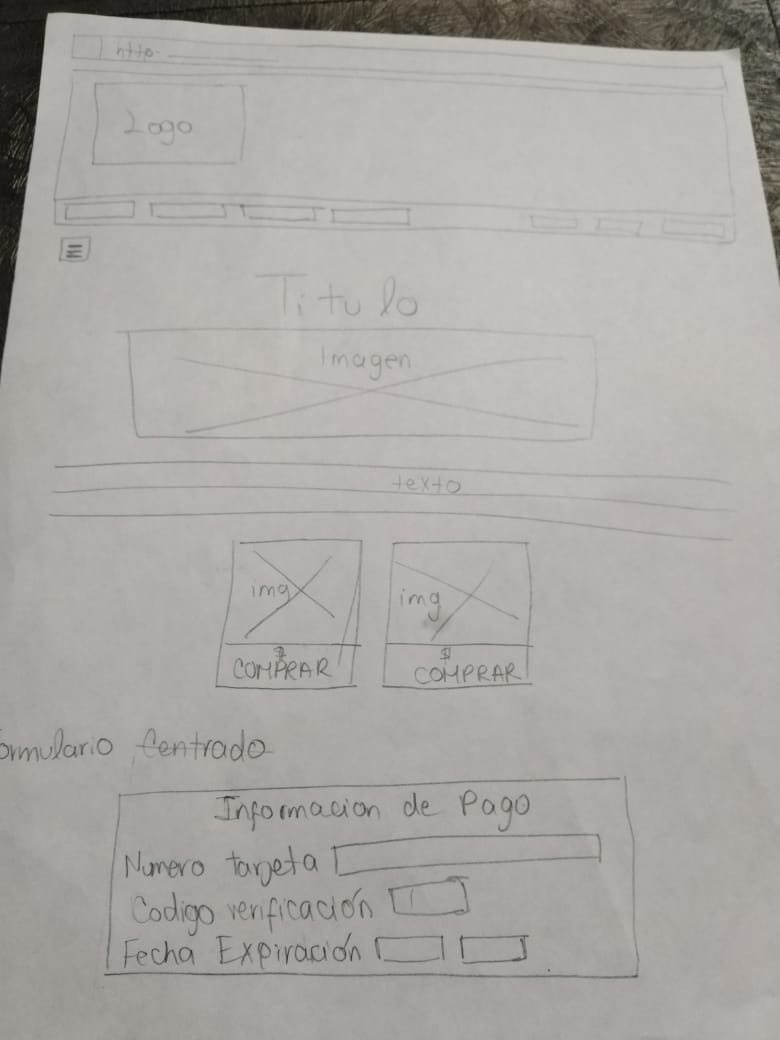 http.
Logo
Titulo
Imagen
texto
img
img
$
$
COMPRAR
COMPRAR
ormulario Centrado
Informacion de Pago
Numero tarjeta
Codigo verificación
Fecha Expiración